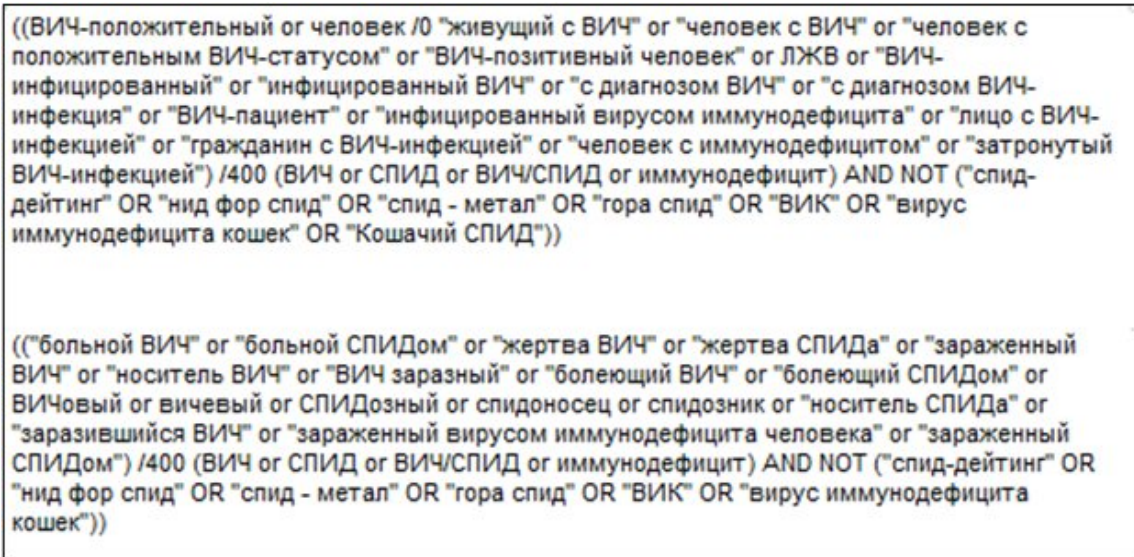 ((ВИЧ-положительный or человек /0 "живущий с ВИЧ" or "человек с ВИЧ" or "человек с
положительным ВИЧ-статусом" or "ВИЧ-позитивный человек" or ЛЖВ or "ВИЧ-
инфицированный" or "инфицированный ВИЧ" or "с диагнозом ВИЧ" or "с диагнозом ВИЧ-
инфекция" or "ВИЧ-пациент" or "инфицированный вирусом иммунодефицита" or "лицо с ВИЧ-
инфекцией" or "гражданин с ВИЧ-инфекцией" or "человек с иммунодефицитом" or "затронутый
ВИЧ-инфекцией") /400 (ВИЧ or СПИД or ВИЧ/СПИД or иммунодефицит) AND NOT ("спид-
дейтинг" OR "нид фор спид" OR "спид - метал" OR "гора спид" OR "ВИК" OR "вирус
иммунодефицита кошек" OR "Кошачий СПИД"))
(("больной ВИЧ" or "больной СПИДом" or "жертва ВИЧ" or "жертва СПИДа" or "зараженный
ВИЧ" or "носитель ВИЧ" or "ВИЧ заразный" or "болеющий ВИЧ" or "болеющий СПИДом" or
ВИЧовый or вичевый or СПИДозный or спидоносец or спидозник or "носитель СПИДа" or
"заразившийся ВИЧ" or "зараженный вирусом иммунодефицита человека" or "зараженный
СПИДом") /400 (ВИЧ or СПИД or ВИЧ/СПИД or иммунодефицит) AND NOT ("спид-дейтинг" OR
"нид фор спид" OR "спид - метал" OR "гора спид" OR "ВИК" OR "вирус иммунодефицита
кошек"))